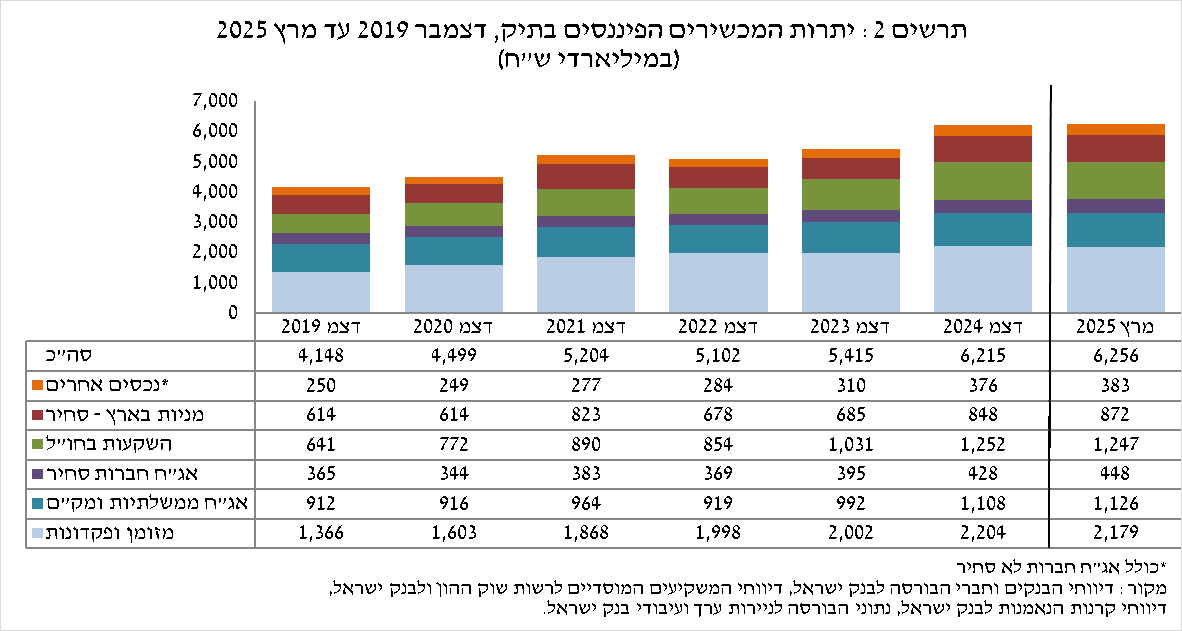 תרשים 2 : יתרות המכשירים הפיננסים בתיק, דצמבר 2019 עד מרץ 2025
(במיליארדי ש״ח)
7,000
6,000
5,000
4,000
3,000
2,000
1,000
0
דצמ 2019 דצמ 2020 דצמ 2021 דצמ 2022 דצמ 2023 דצמ 2024 מרץ 2025
סה״כ 4,148 4,499 5,204 5,102 5,415 6,215 6,256
נכסים אחרים* 250 249 277 284 310 376 383
מניות בארץ - סחיר 614 614 823 678 685 848 872
השקעות בחו״ל 641 772 890 854 1,031 1,252 1,247
אג״ח חברות סחיר 365 344 383 369 395 428 448
אג״ח ממשלתיות ומק״ם 912 916 964 919 992 1,108 1,126
מזומן ופקדונות 1,366 1,603 1,868 1,998 2,002 2,204 2,179
*כולל אג״ח חברות לא סחיר
מקור : דיווחי הבנקים וחברי הבורסה לבנק ישראל, דיווחי המשקיעים המוסדיים לרשות שוק ההון ולבנק ישראל,
דיווחי קרנות הנאמנות לבנק ישראל, נתוני הבורסה לניירות ערך ועיבודי בנק ישראל.